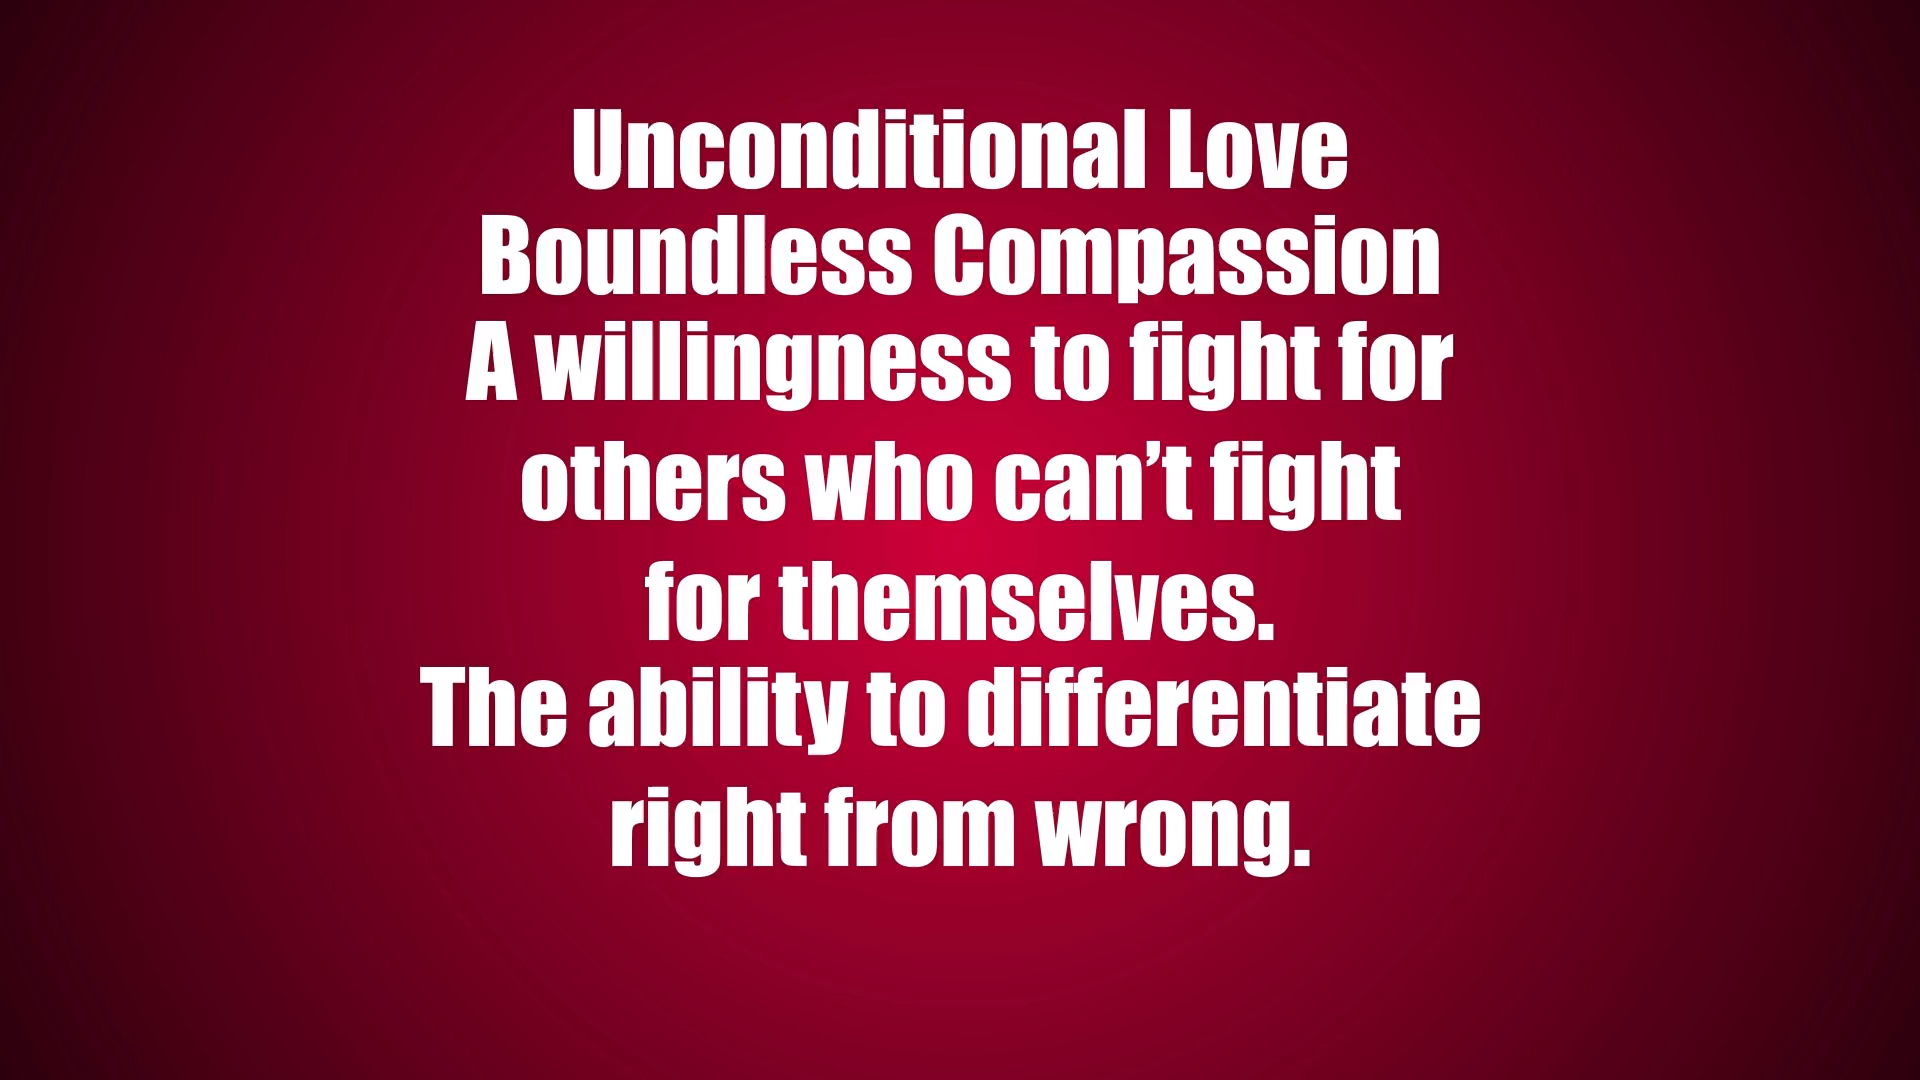 Unconditional Love
Boundless Compassion
A willingness to fight for
others who can’t fight
for themselves.
The ability to differentiate
right from wrong.